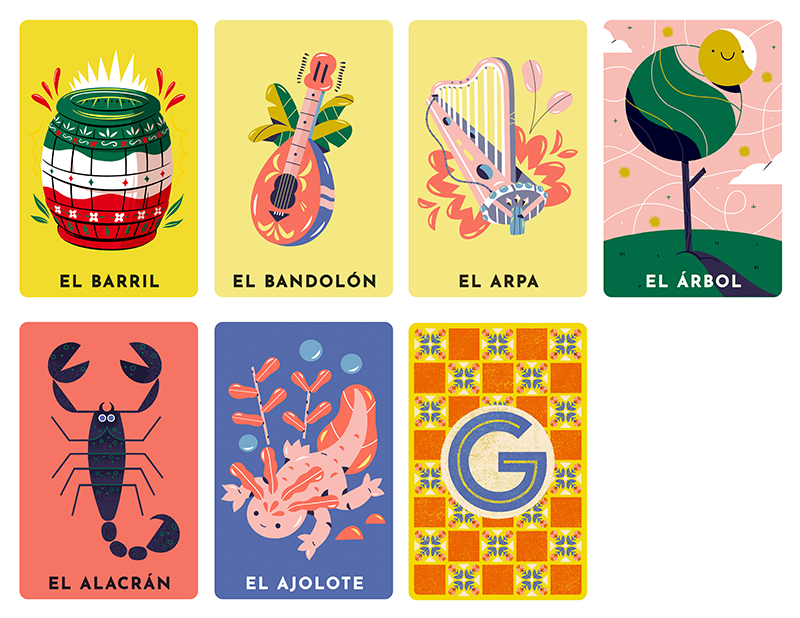 EL BARRIL
EL BANDOLÓN
EL ARPA
EL ÁRBOL
EL ALACRÁN
EL AJOLOTE
G